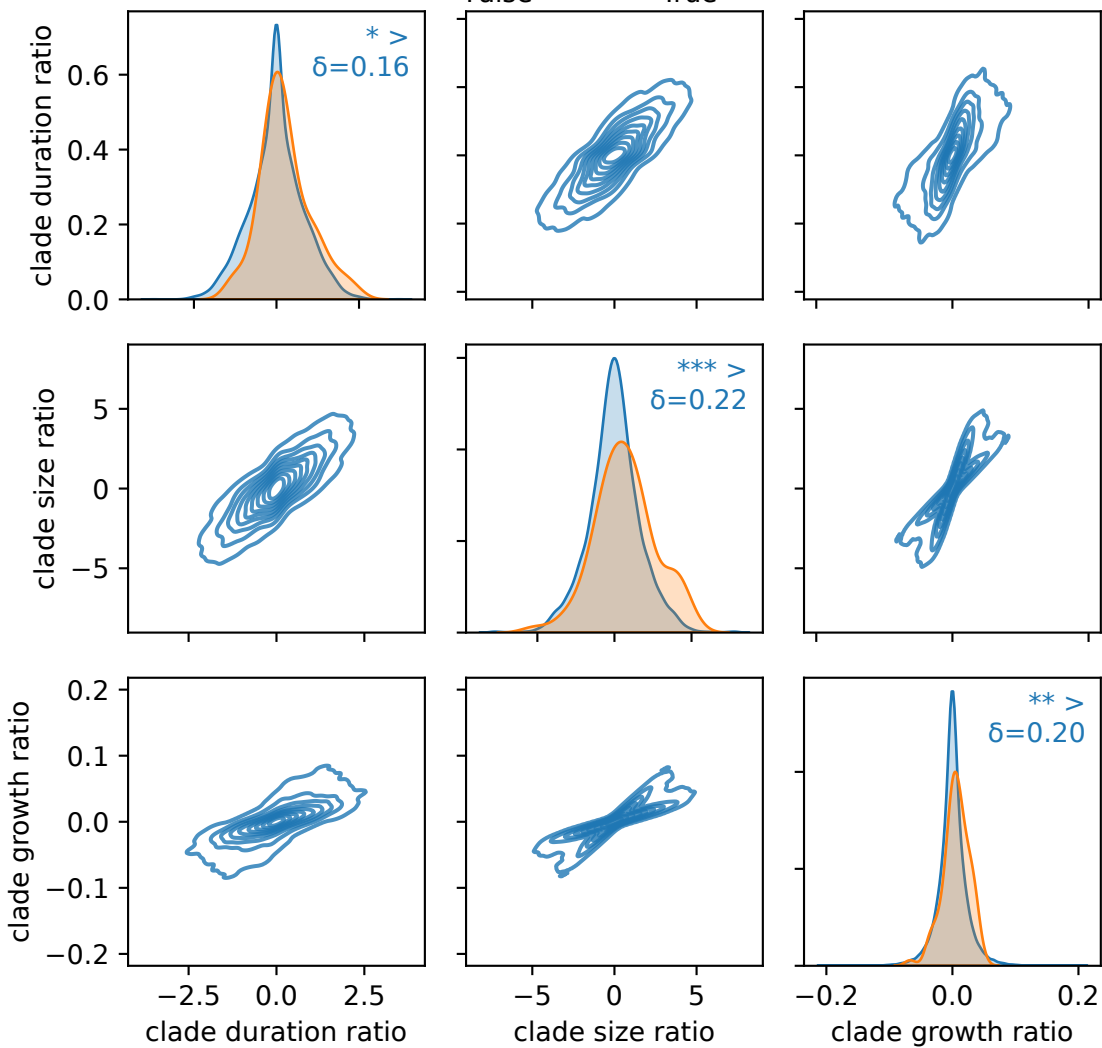 False True
clade duration ratio
0.6
0.4
0.2
0.0
* >
δ=0.16
clade size ratio
5
0
−5
*** >
δ=0.22
clade growth ratio
0.2
0.1
0.0
−0.1
−0.2
** >
δ=0.20
−2.5 0.0 2.5
−5 0 5
−0.2 0.0 0.2
clade duration ratio
clade size ratio
clade growth ratio